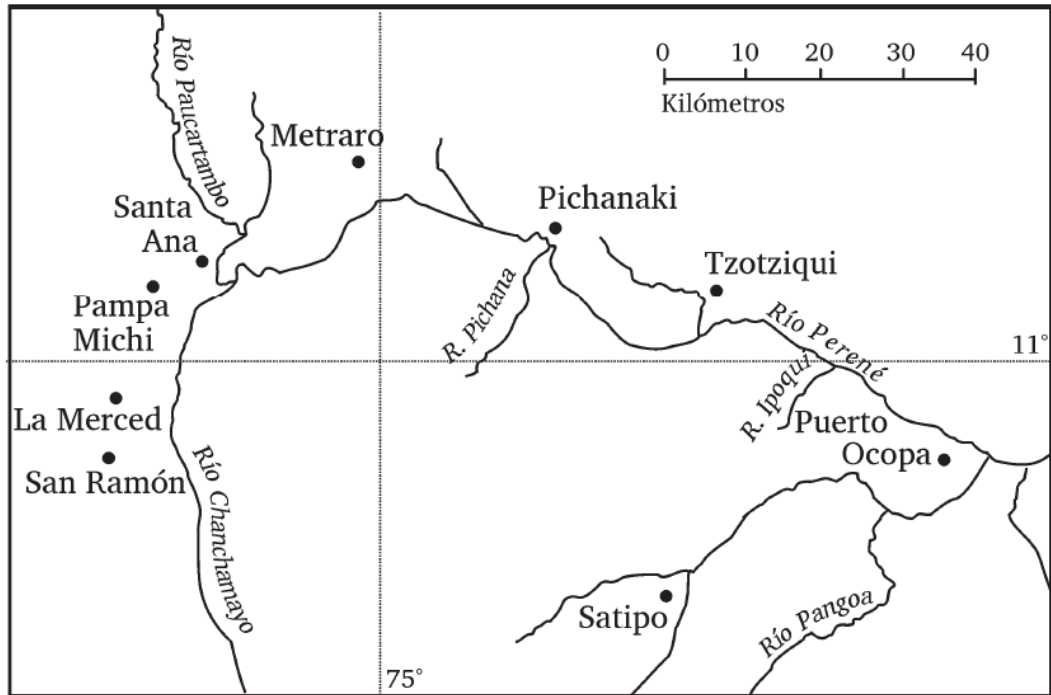 0 10 20 30 40
Kilómetros
Río Paucartambo
Metraro
Santa
Ana
Pichanaki
Tzotziqui
Pampa
Michi
R. Pichana
Río Perené
11°
R. Ipoqui
La Merced
Puerto
Ocopa
San Ramón
Río Chanchamayo
Satipo
Río Pangoa
75°